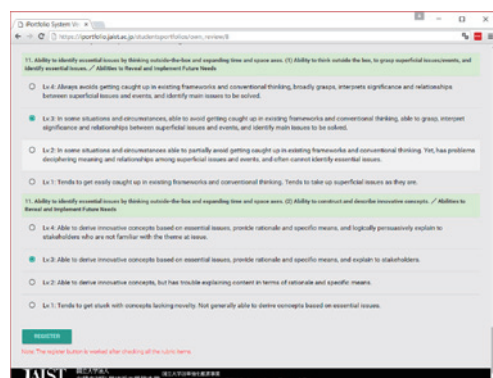 iPortfolio System
https://iportfolio.jaist.ac.jp/studentsportfolios/
11. Ability to identify essential issues by thinking outside-the-box and expanding time and space axes. (1) Ability to think outside the box, to grasp superficial issues/events, and
identify essential issues. / Abilities to Reveal and Implement Future Needs
Lv.4: Always avoids getting caught up in existing frameworks and conventional thinking, broadly grasps, interprets significance and relationships
between superficial issues and events, and identify main issues to be solved.
Lv.3: In some situations and circumstances, able to avoid getting caught up in existing frameworks and conventional thinking, able to grasp, interpret
significance and relationships between superficial issues and events, and identify main issues to be solved.
Lv.2: In some situations and circumstances able to partially avoid getting caught up in existing frameworks and conventional thinking. Yet, has problems
deciphering meaning and relationships among superficial issues and events, and often cannot identify essential issues.
Lv.1: Tends to get easily caught up in existing frameworks and conventional thinking. Tends to take up superficial issues as they are.
11. Ability to identify essential issues by thinking outside-the-box and expanding time and space axes. (2) Ability to construct and describe innovative concepts. / Abilities to
Reveal and Implement Future Needs
Lv.4: Able to derive innovative concepts based on essential issues, provide rationale and specific means, and logically persuasively explain to
stakeholders who are not familiar with the theme at issue.
Lv.3: Able to derive innovative concepts based on essential issues, provide rationale and specific means, and explain to stakeholders.
Lv.2: Able to derive innovative concepts, but has trouble explaining content in terms of rationale and specific means.
Lv.1: Tends to get stuck with concepts lacking novelty. Not generally able to derive concepts based on essential issues.
REGISTER
Note: The register button is worked after checking all the rubric items.
JAIST 国立大学法人